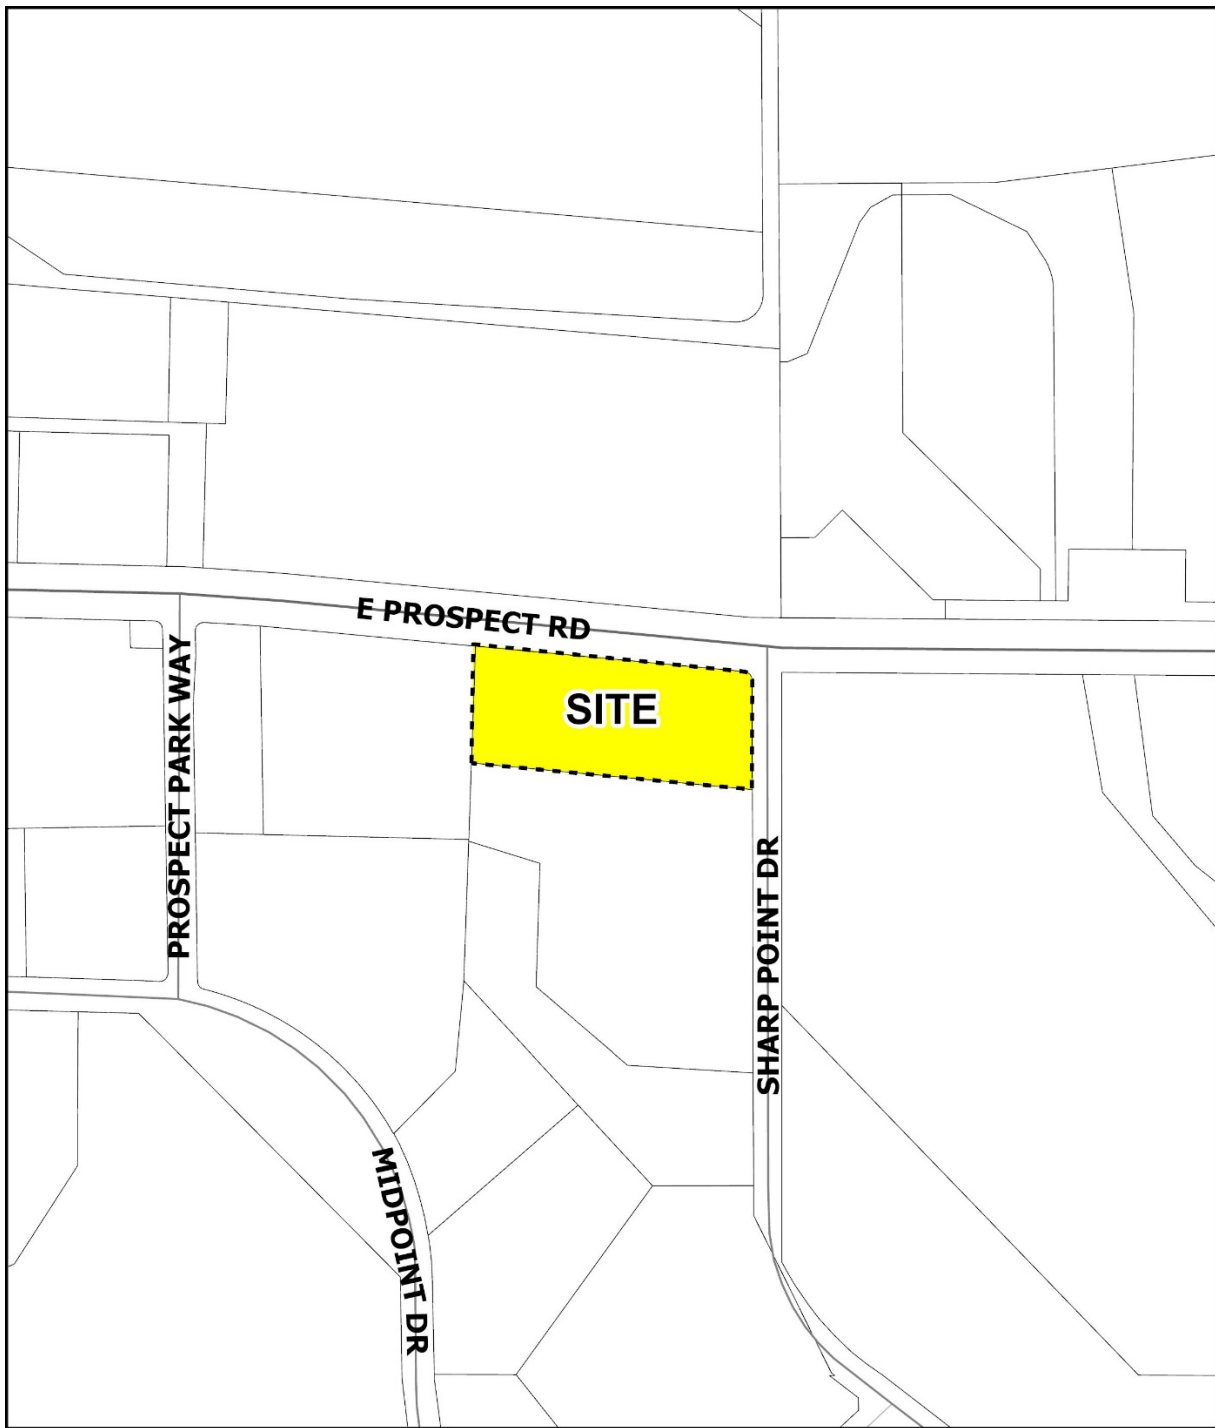 E PROSPECT RD
SITE
PROSPECT PARK WAY
SHARP POINT DR
MIDPOINT DR